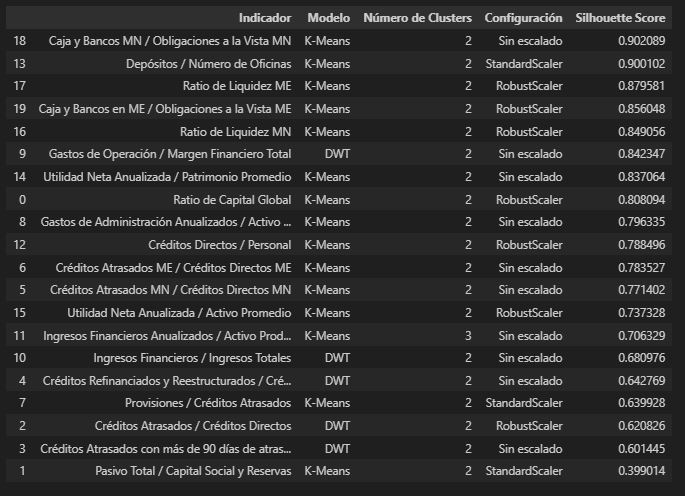 Indicador Modelo Número de Clusters Configuración Silhouette Score
18 Caja y Bancos MN / Obligaciones a la Vista MN K-Means 2 Sin escalado 0.902089
13 Depósitos / Número de Oficinas K-Means 2 StandardScaler 0.900102
17 Ratio de Liquidez ME K-Means 2 RobustScaler 0.879581
19 Caja y Bancos en ME / Obligaciones a la Vista ME K-Means 2 RobustScaler 0.856048
16 Ratio de Liquidez MN K-Means 2 RobustScaler 0.849056
9 Gastos de Operación / Margen Financiero Total DWT 2 Sin escalado 0.842347
14 Utilidad Neta Anualizada / Patrimonio Promedio K-Means 2 Sin escalado 0.837064
0 Ratio de Capital Global K-Means 2 RobustScaler 0.808094
8 Gastos de Administración Anualizados / Activo ... K-Means 2 Sin escalado 0.796335
12 Créditos Directos / Personal K-Means 2 RobustScaler 0.788496
6 Créditos Atrasados ME / Créditos Directos ME K-Means 2 Sin escalado 0.783527
5 Créditos Atrasados MN / Créditos Directos MN K-Means 2 Sin escalado 0.771402
15 Utilidad Neta Anualizada / Activo Promedio K-Means 2 RobustScaler 0.737328
11 Ingresos Financieros Anualizados / Activo Prod... K-Means 3 Sin escalado 0.706329
10 Ingresos Financieros / Ingresos Totales DWT 2 Sin escalado 0.680976
4 Créditos Refinanciados y Reestructurados / Cré... DWT 2 Sin escalado 0.642769
7 Provisiones / Créditos Atrasados K-Means 2 StandardScaler 0.639928
2 Créditos Atrasados / Créditos Directos DWT 2 RobustScaler 0.620826
3 Créditos Atrasados con más de 90 días de atras... DWT 2 Sin escalado 0.601445
1 Pasivo Total / Capital Social y Reservas K-Means 2 StandardScaler 0.399014